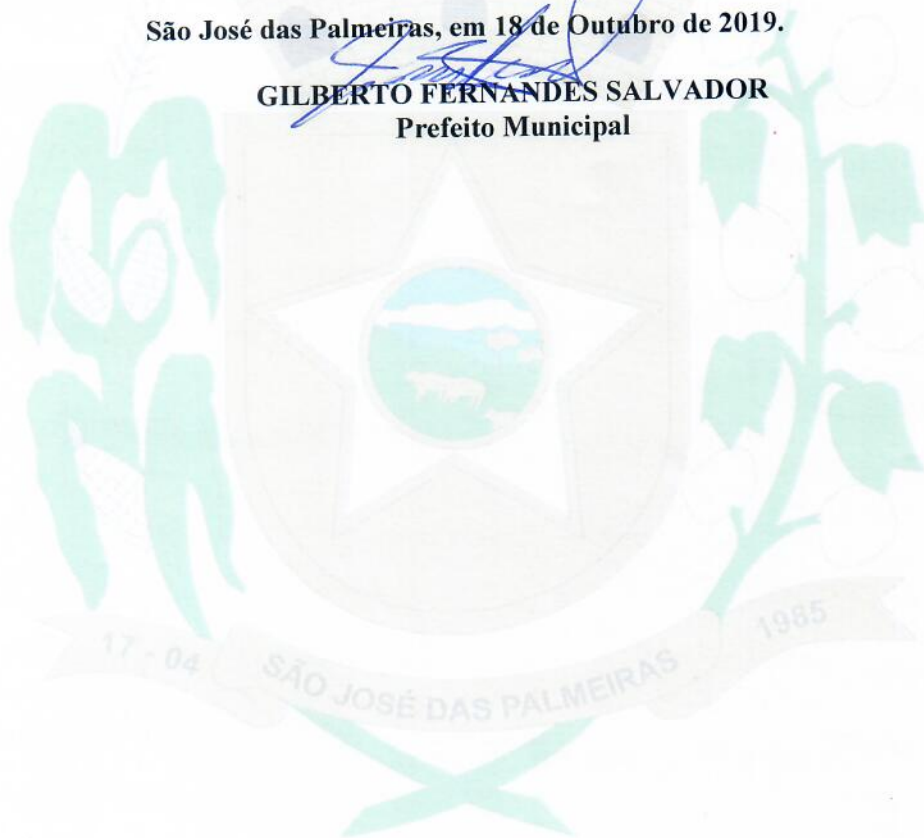 São José das Palmeiras, em 18 de Outubro de 2019.
GILBERTO FERNANDES SALVADOR
Prefeito Municipal
17 - 04
SÃO JOSÉ DAS PALMEIRAS
1985